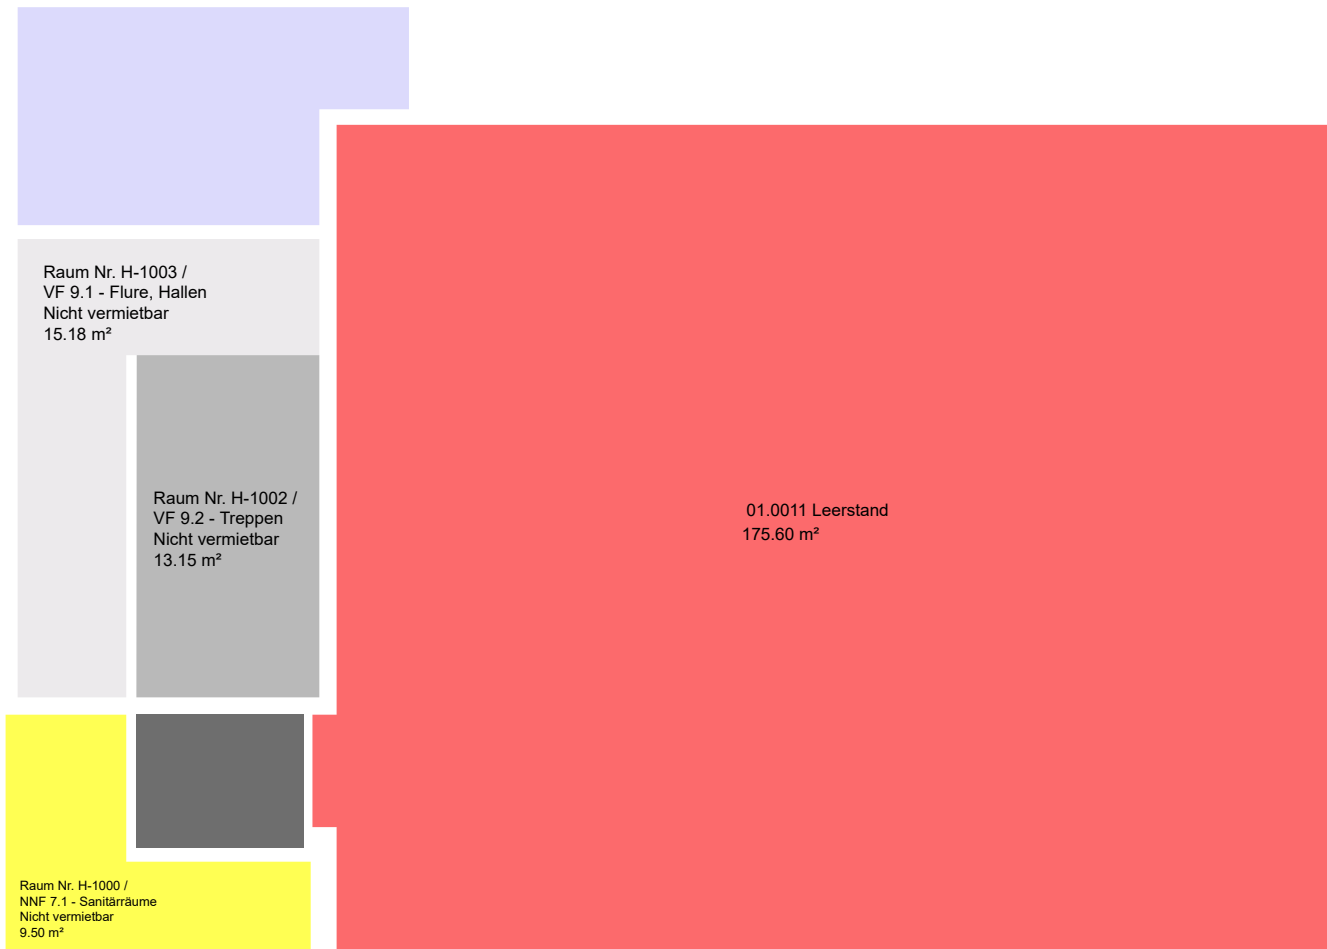 Raum Nr. H-1003 /
VF 9.1 - Flure, Hallen
Nicht vermietbar
15.18 m²
Raum Nr. H-1002 /
VF 9.2 - Treppen
Nicht vermietbar
13.15 m²
01.0011 Leerstand
175.60 m²
Raum Nr. H-1000 /
NNF 7.1 - Sanitärräume
Nicht vermietbar
9.50 m²